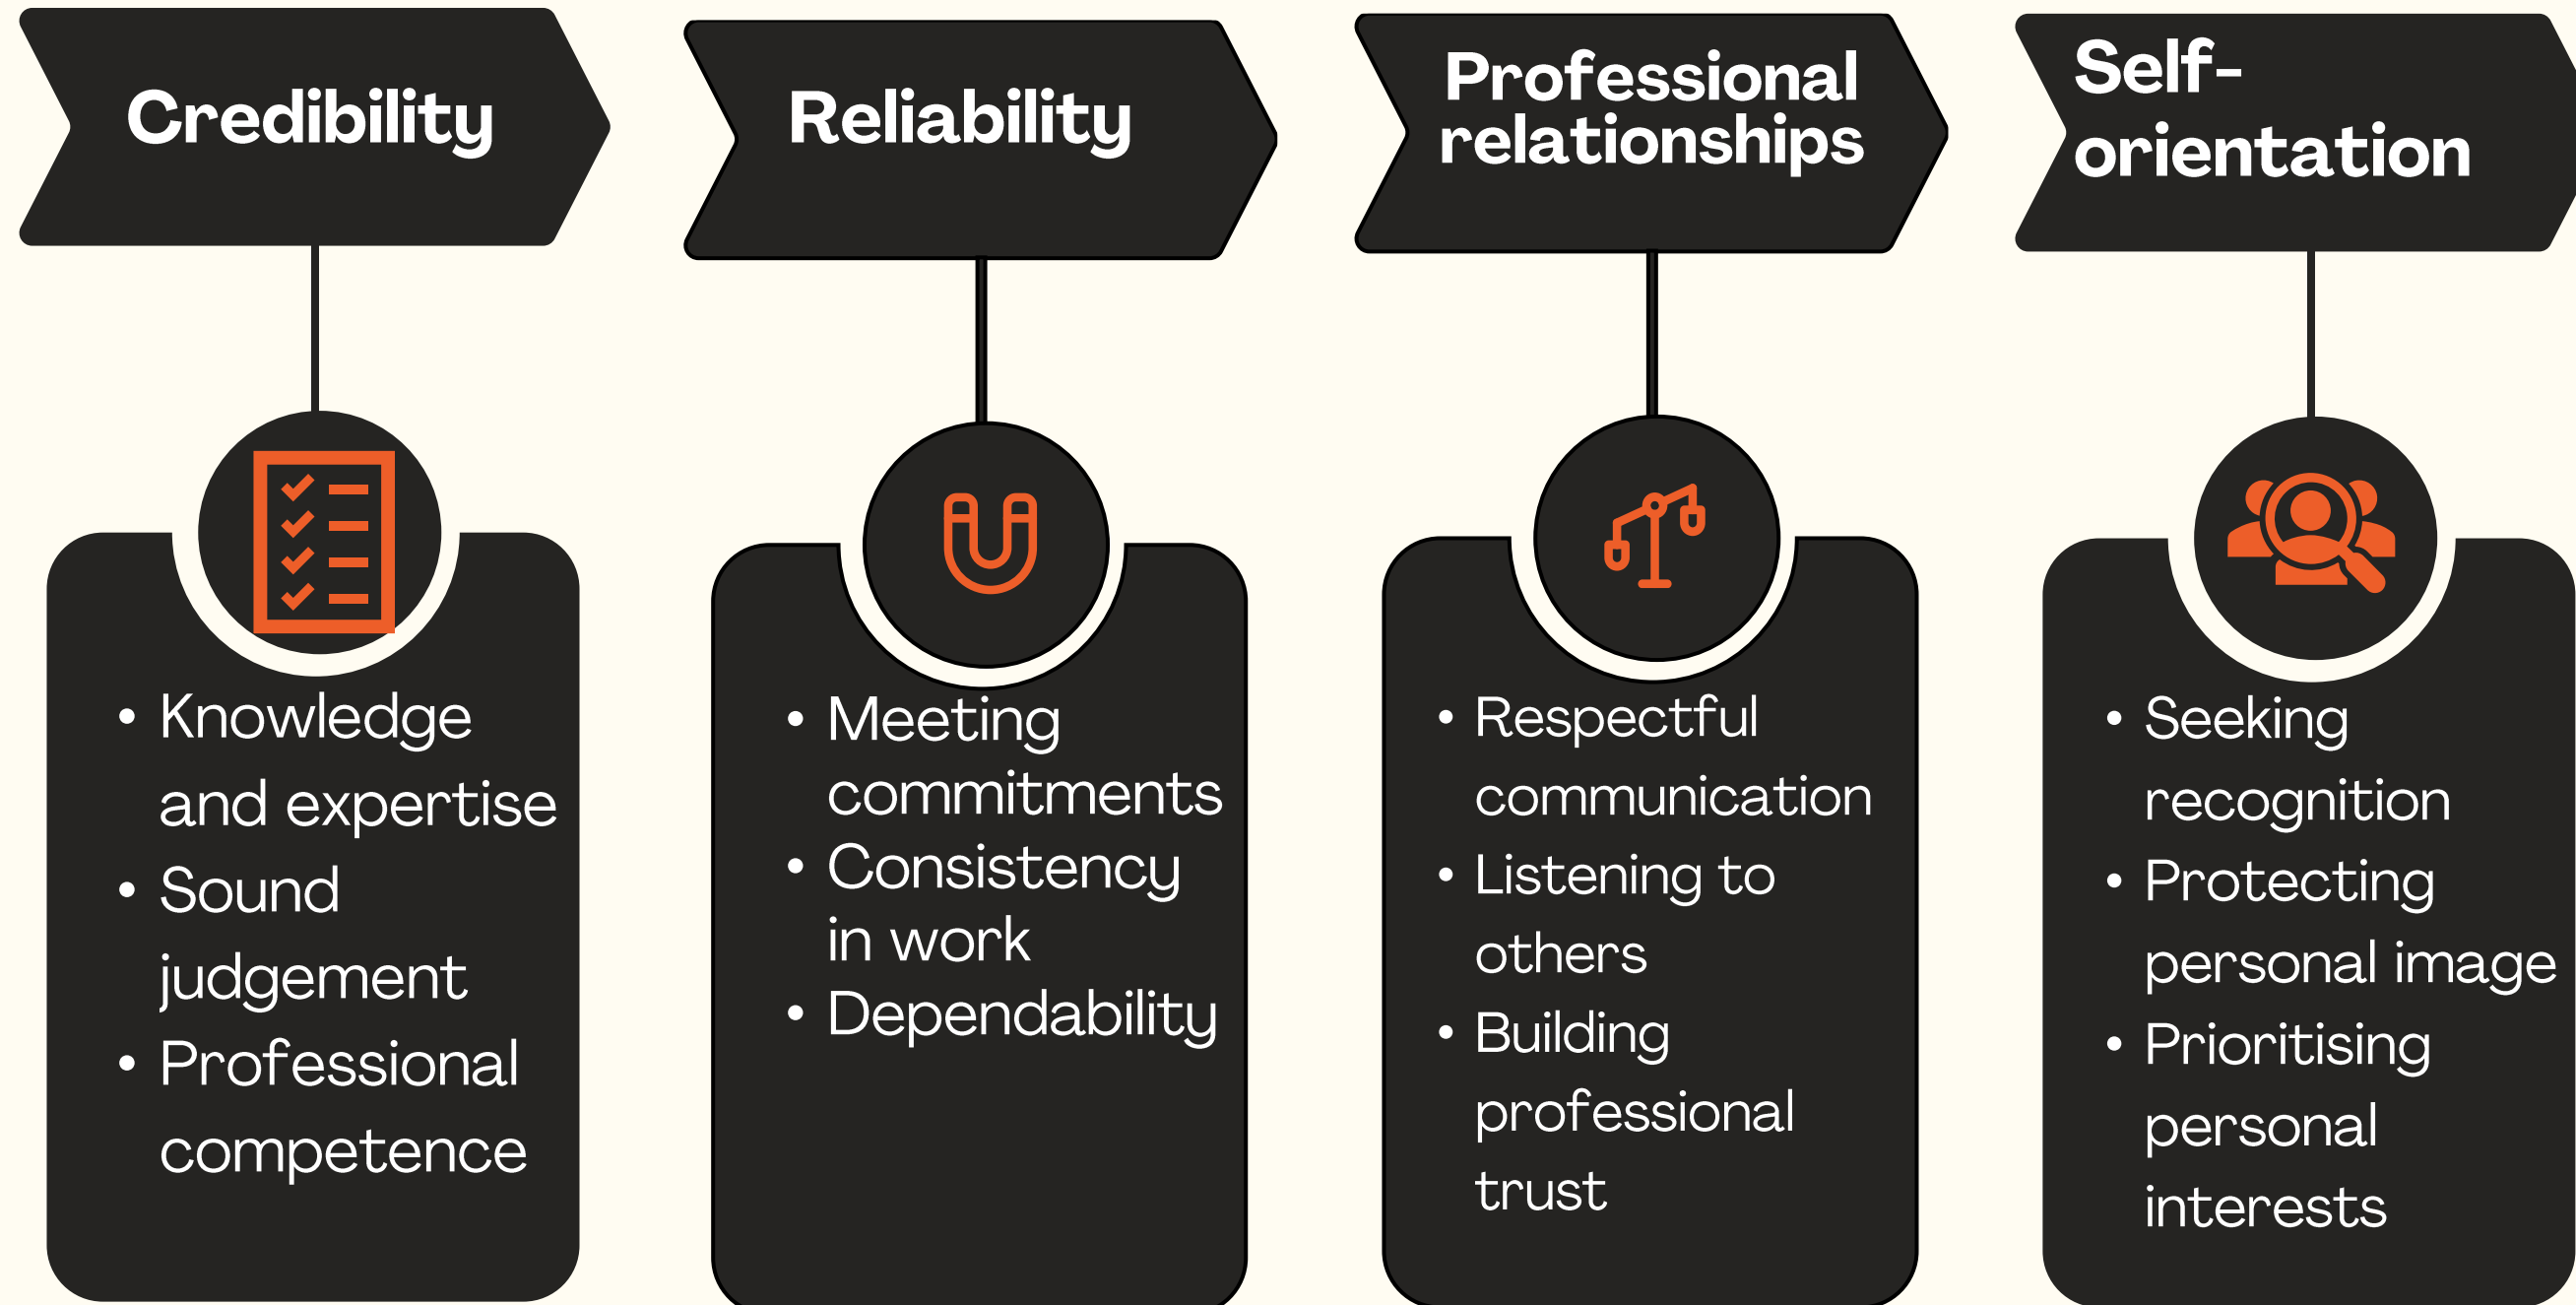 Credibility
Reliability
Professional
relationships
Self-
orientation
• Knowledge
and expertise
• Sound
judgement
• Professional
competence
• Meeting
commitments
• Consistency
in work
• Dependability
• Respectful
communication
• Listening to
others
• Building
professional
trust
• Seeking
recognition
• Protecting
personal image
• Prioritising
personal
interests